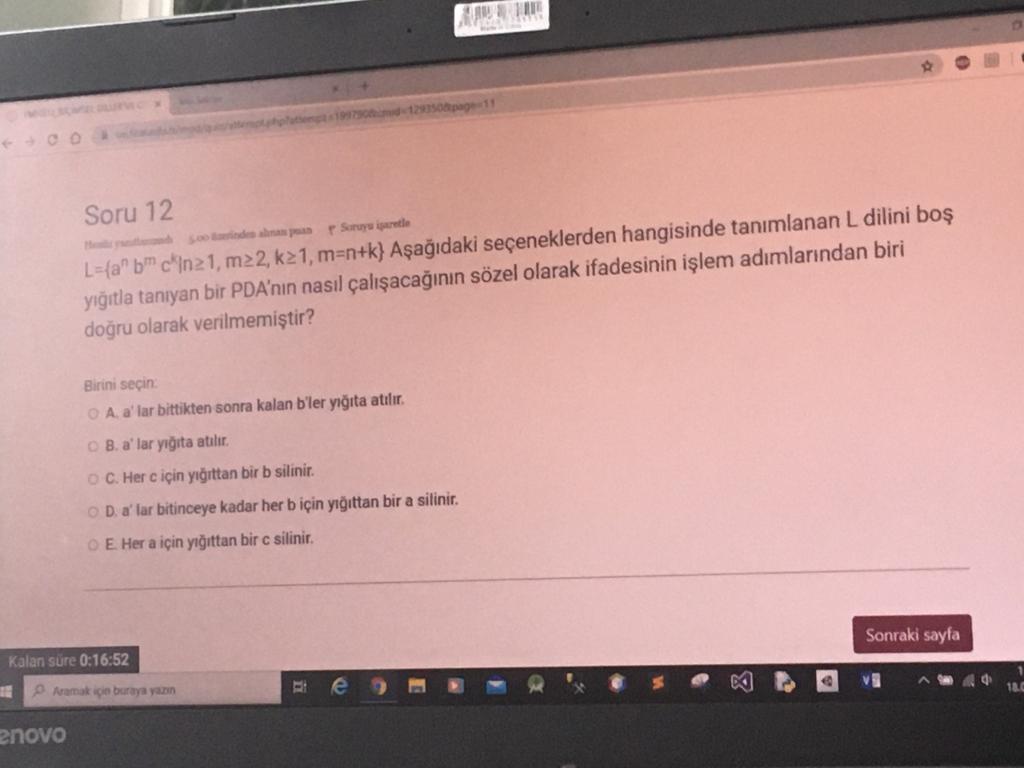 Soru 12
Henüz yanıtlanmadı 5,00 üzerinden alınan puan Soruyu işaretle
L={aⁿ bᵐ cᵏ|n≥1, m≥2, k≥1, m=n+k} Aşağıdaki seçeneklerden hangisinde tanımlanan L dilini boş
yığıtla tanıyan bir PDA'nın nasıl çalışacağının sözel olarak ifadesinin işlem adımlarından biri
doğru olarak verilmemiştir?
Birini seçin:
A. a' lar bittikten sonra kalan b'ler yığıta atılır.
B. a' lar yığıta atılır.
C. Her c için yığıttan bir b silinir.
D. a' lar bitinceye kadar her b için yığıttan bir a silinir.
E. Her a için yığıttan bir c silinir.
Sonraki sayfa
Kalan süre 0:16:52
Aramak için buraya yazın
enovo